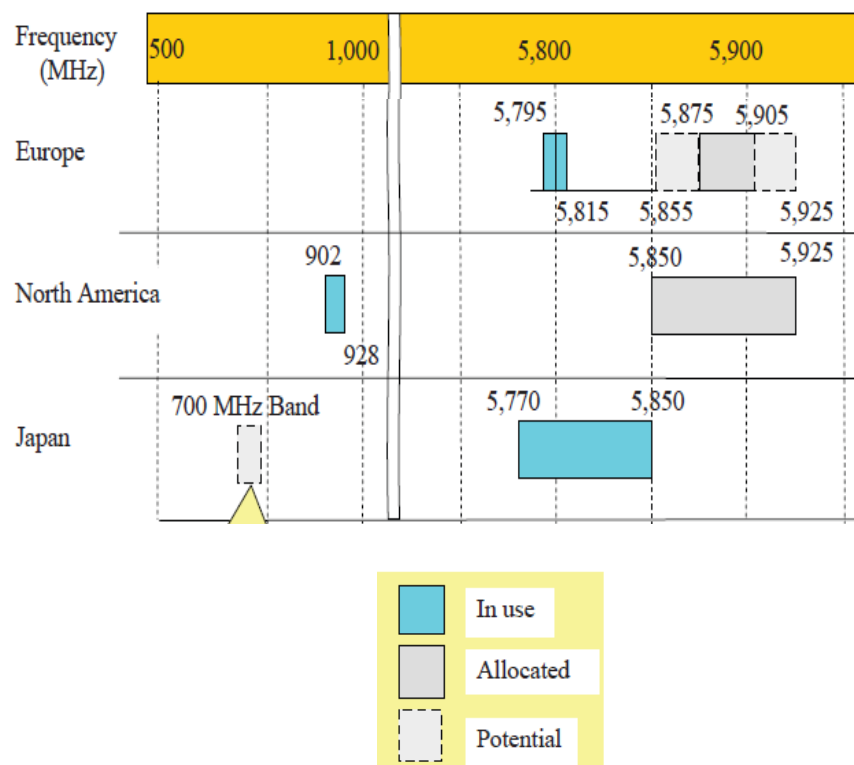 Frequency
(MHz)
500
1,000
5,800
5,900
Europe
5,795
5,875
5,905
5,815
5,855
5,925
North America
902
928
5,850
5,925
Japan
700 MHz Band
5,770
5,850
In use
Allocated
Potential